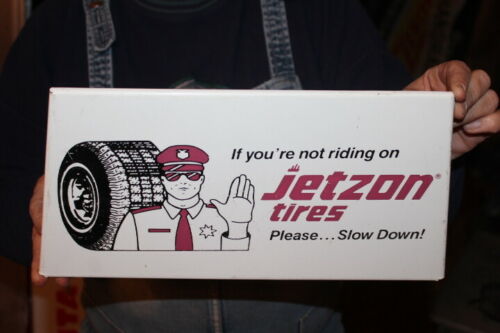 If you're not riding on
Jetzon®
tires
Please...Slow Down!